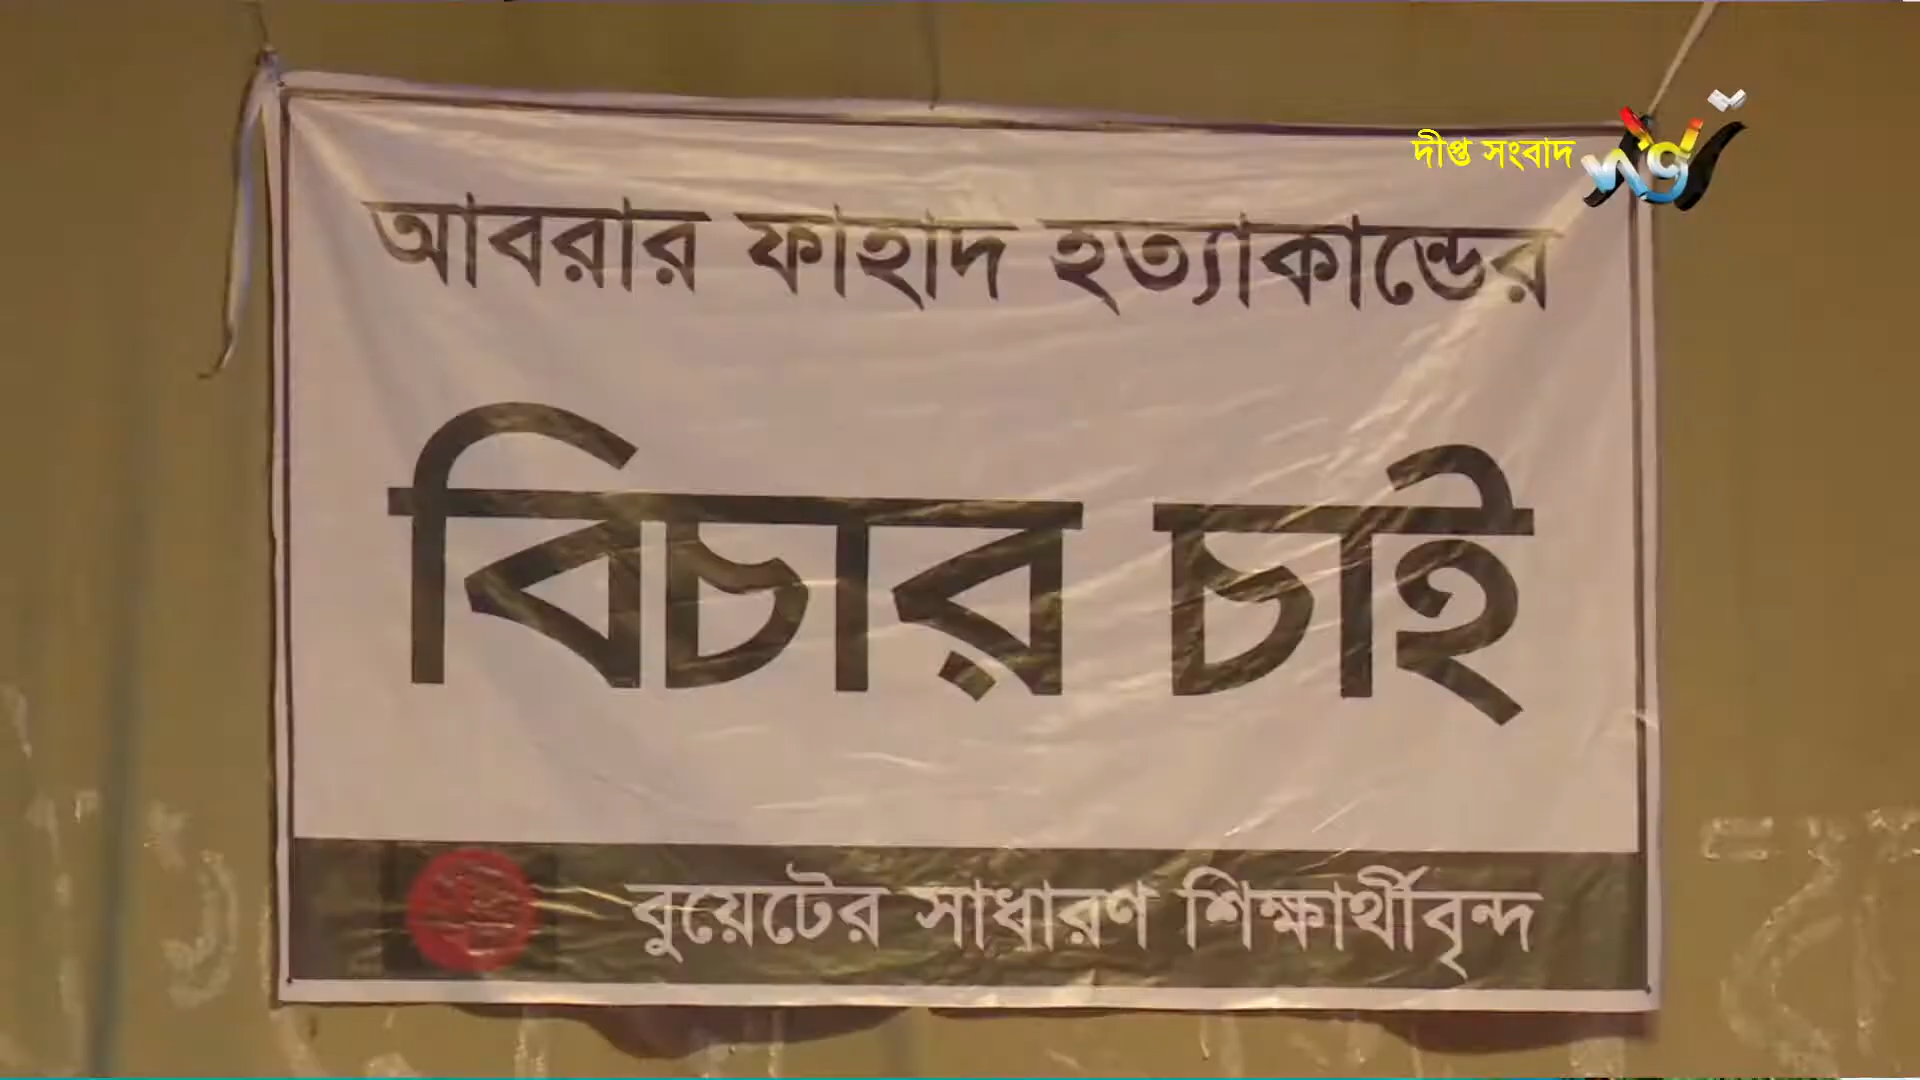 দীপ্ত সংবাদ
আবরার ফাহাদ হত্যাকান্ডের
বিচার চাই
বুয়েটের সাধারণ শিক্ষার্থীবৃন্দ